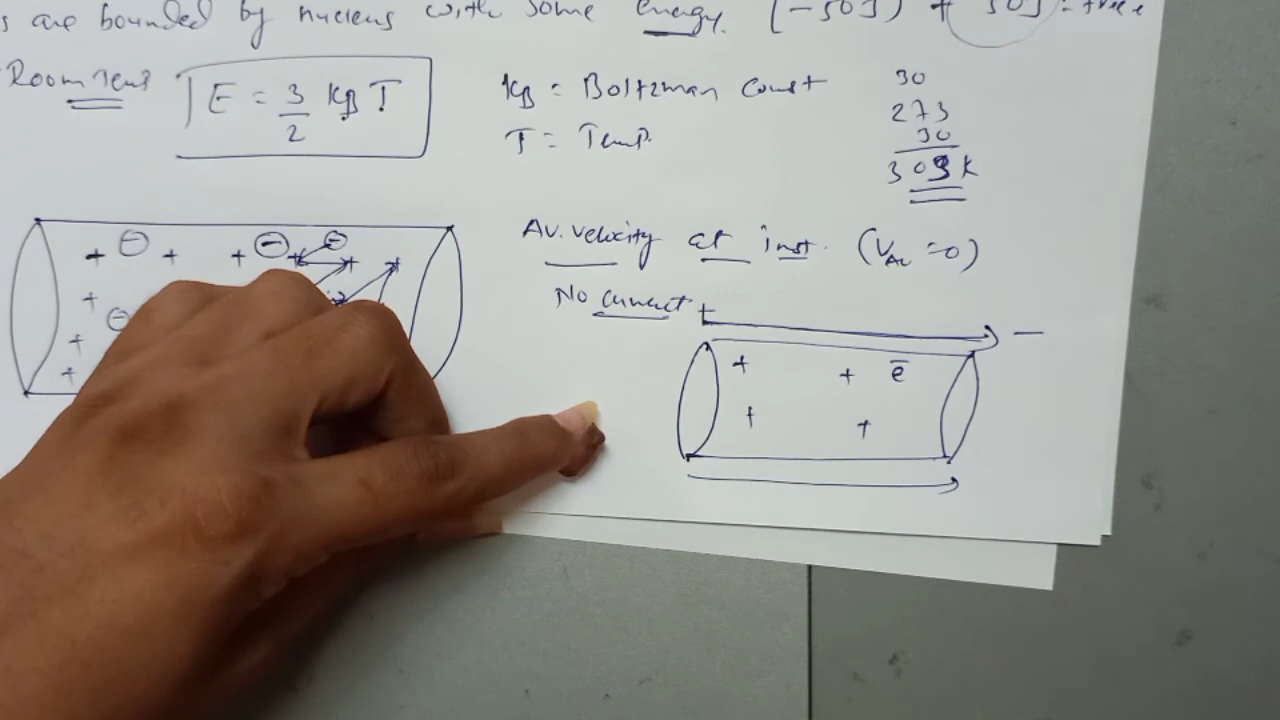 s are bounded by nucleus with some energy. (-50J) + 50J = free
Room Temp E = 3/2 KB T
KB = Boltzman Const
T = Temp.
30
273
30
303 K
Av. velocity at inst. (VAv = 0)
No current
+ -
+ + e̅
+ +
+ ⊖ + + ⊖ + ⊖ + +
+ ⊖
+
+